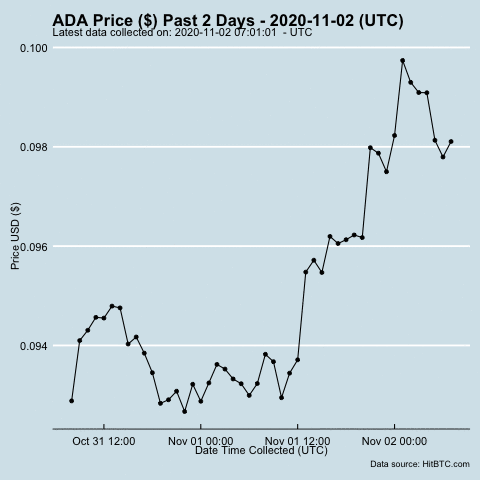 ADA Price ($) Past 2 Days - 2020-11-02 (UTC)
Latest data collected on: 2020-11-02 07:01:01 - UTC
0.100
0.098
0.096
0.094
Price USD ($)
Oct 31 12:00 Nov 01 00:00 Nov 01 12:00 Nov 02 00:00
Date Time Collected (UTC)
Data source: HitBTC.com